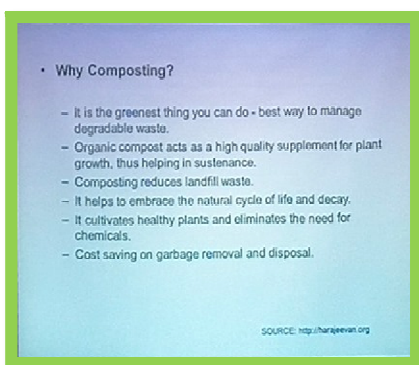 • Why Composting?
– It is the greenest thing you can do - best way to manage
degradable waste.
– Organic compost acts as a high quality supplement for plant
growth, thus helping in sustenance.
– Composting reduces landfill waste.
– It helps to embrace the natural cycle of life and decay.
– It cultivates healthy plants and eliminates the need for
chemicals.
– Cost saving on garbage removal and disposal.
SOURCE: http://harajeevan.org